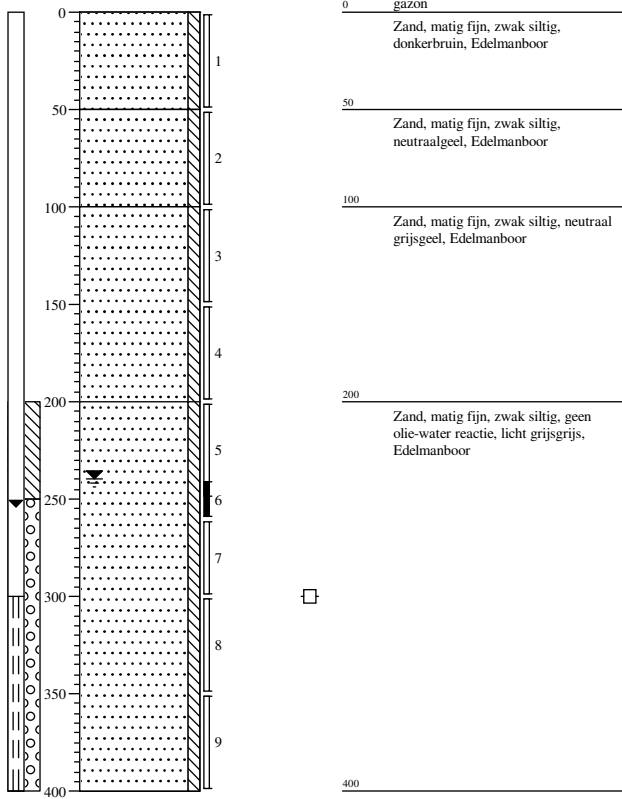 0
50
100
150
200
250
300
350
400
1
2
3
4
5
6
7
8
9
0
gazon
Zand, matig fijn, zwak siltig,
donkerbruin, Edelmanboor
50
Zand, matig fijn, zwak siltig,
neutraalgeel, Edelmanboor
100
Zand, matig fijn, zwak siltig, neutraal
grijsgeel, Edelmanboor
200
Zand, matig fijn, zwak siltig, geen
olie-water reactie, licht grijsgrijs,
Edelmanboor
400